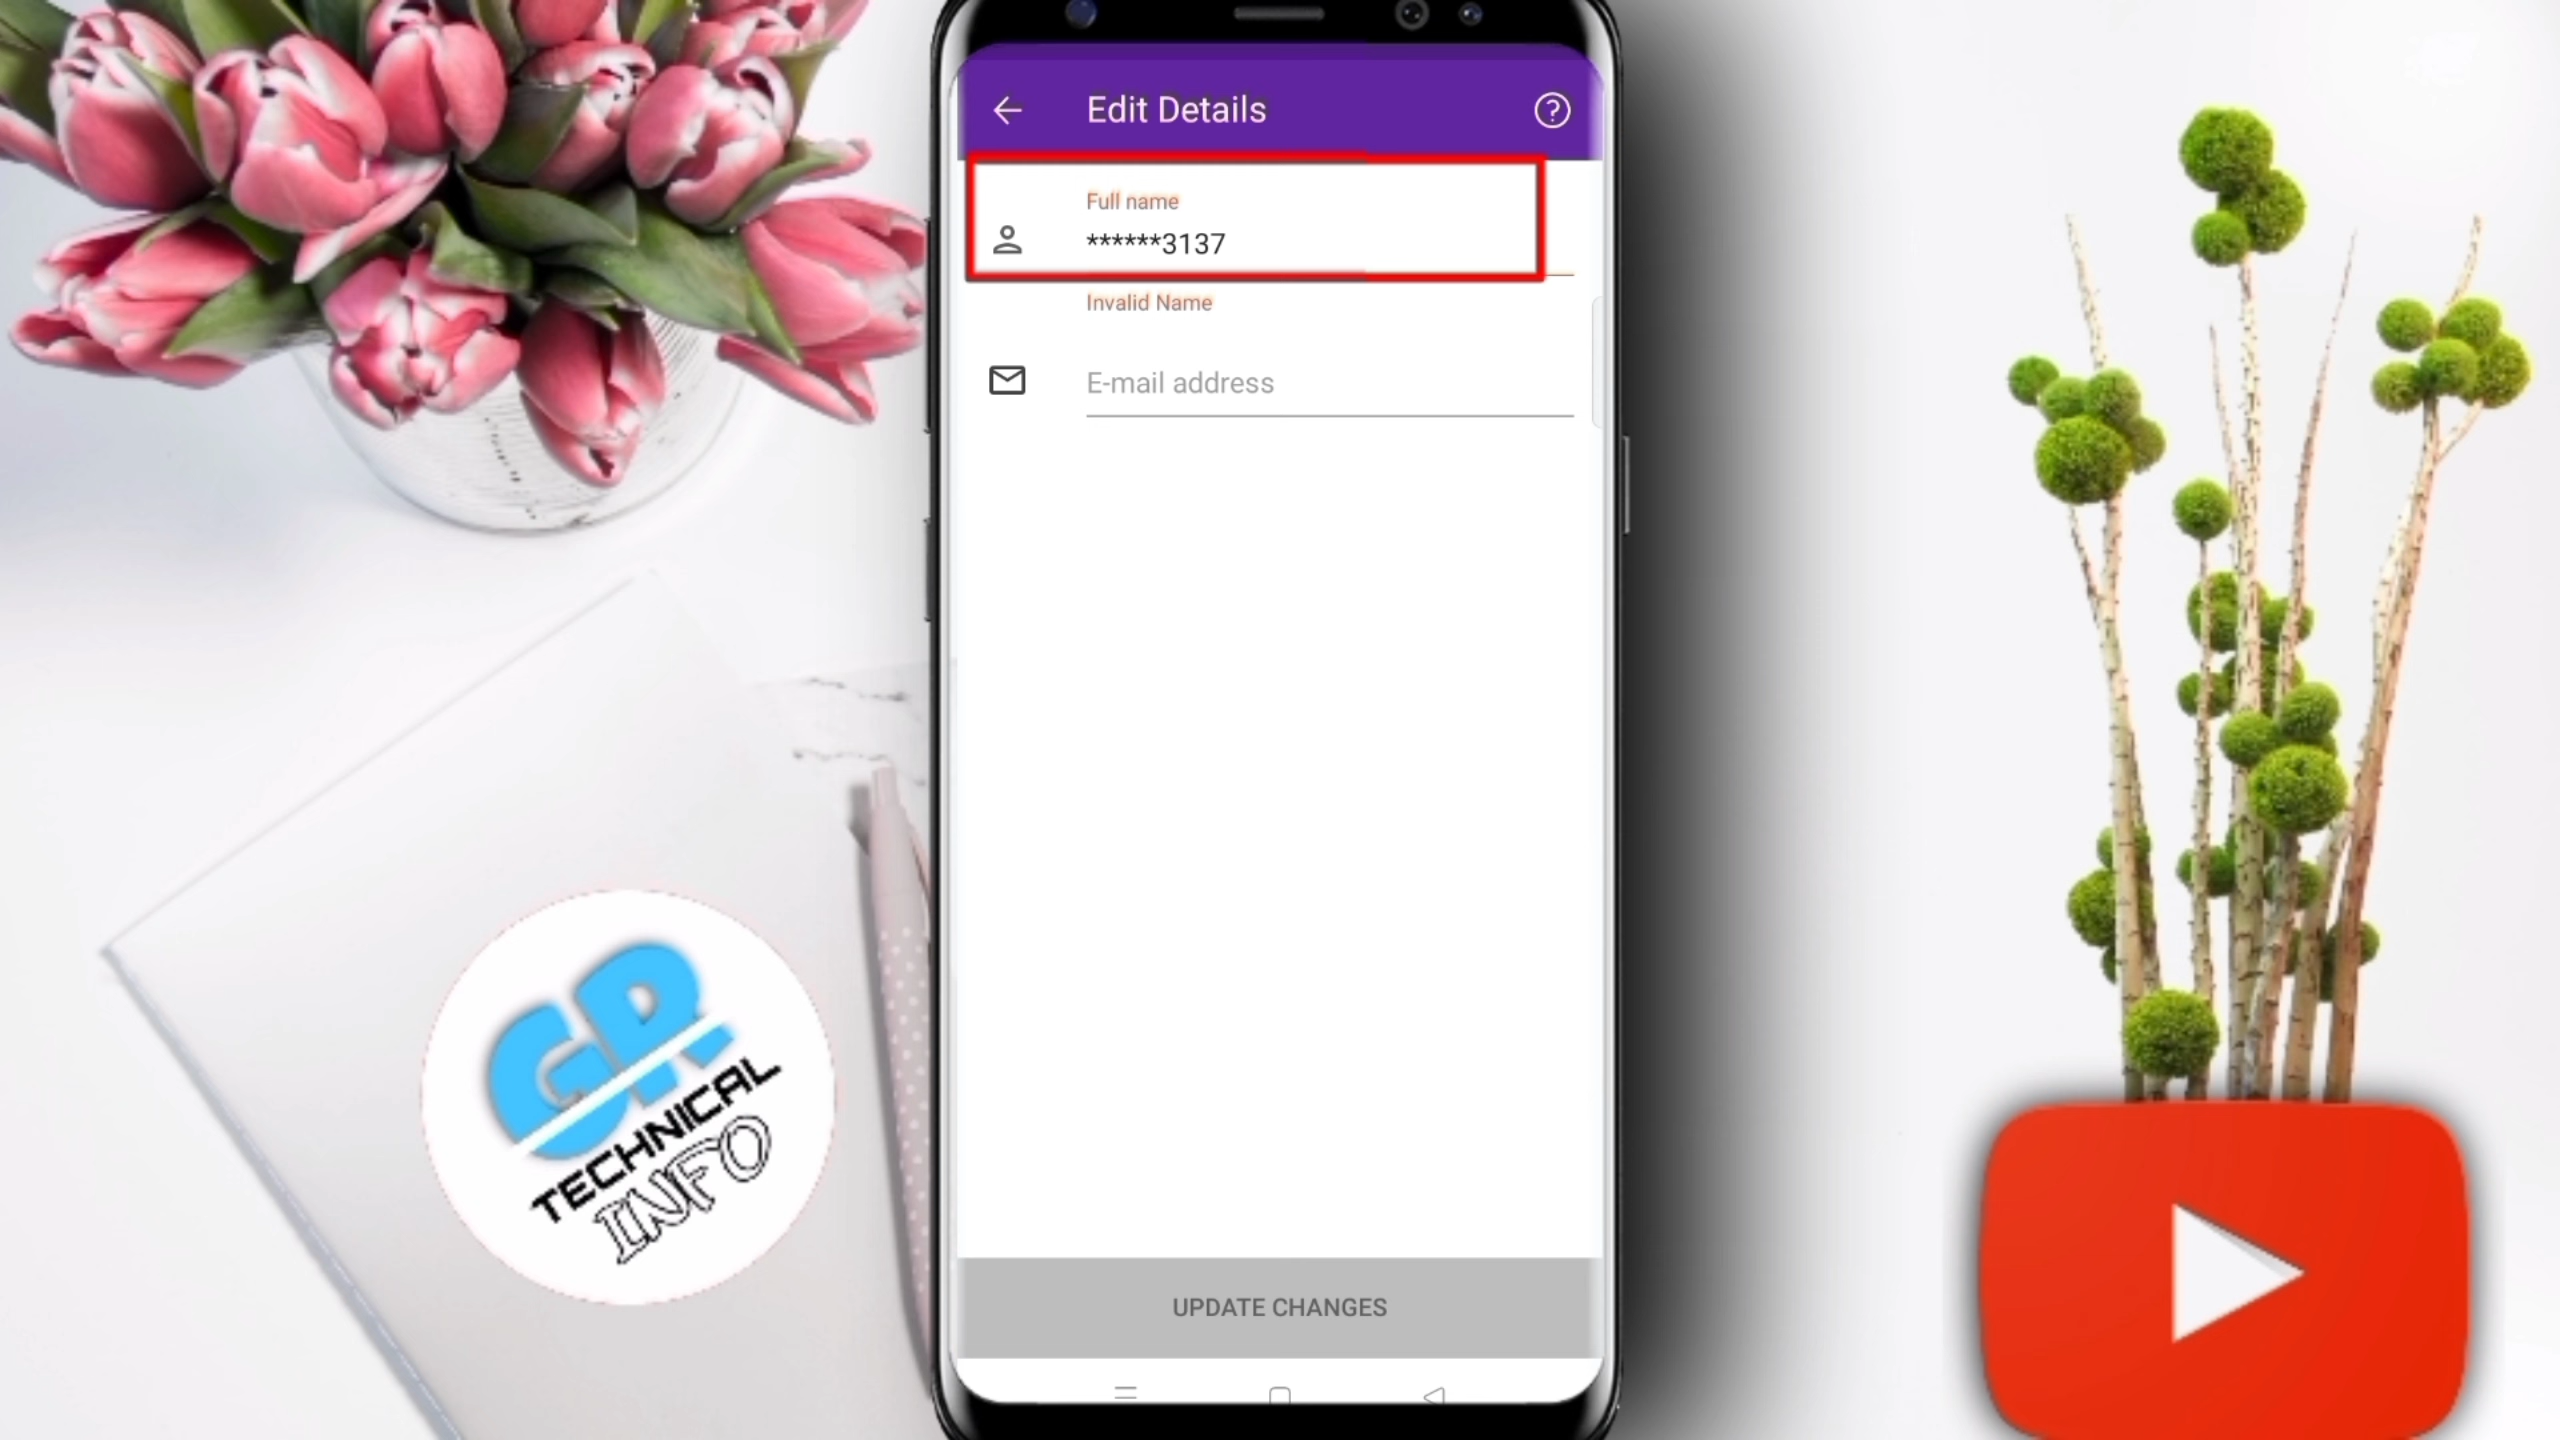 Edit Details
Full name
******3137
Invalid Name
E-mail address
UPDATE CHANGES
GR
TECHNICAL
INFO